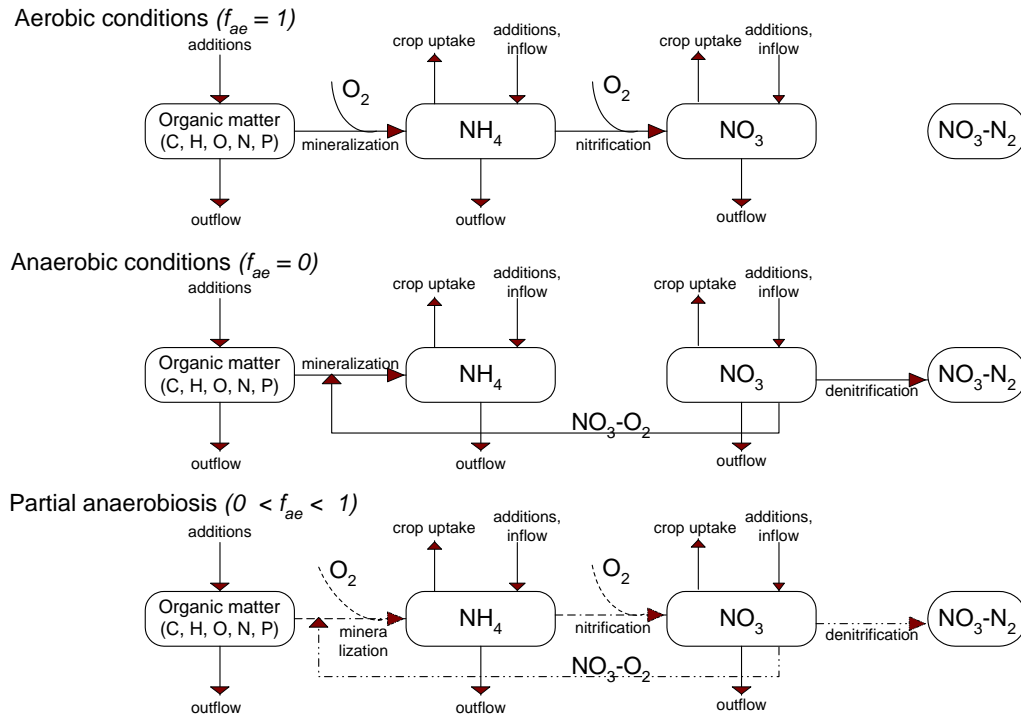 Aerobic conditions (f_ae = 1)
additions
crop uptake
additions,
inflow
crop uptake
additions,
inflow
O₂
O₂
Organic matter
(C, H, O, N, P)
mineralization
NH₄
nitrification
NO₃
NO₃-N₂
outflow
outflow
outflow
Anaerobic conditions (f_ae = 0)
additions
crop uptake
additions,
inflow
crop uptake
additions,
inflow
Organic matter
(C, H, O, N, P)
mineralization
NH₄
NO₃
denitrification
NO₃-N₂
NO₃-O₂
outflow
outflow
outflow
Partial anaerobiosis (0 < f_ae < 1)
additions
crop uptake
additions,
inflow
crop uptake
additions,
inflow
O₂
O₂
Organic matter
(C, H, O, N, P)
minera
lization
NH₄
nitrification
NO₃
denitrification
NO₃-N₂
NO₃-O₂
outflow
outflow
outflow